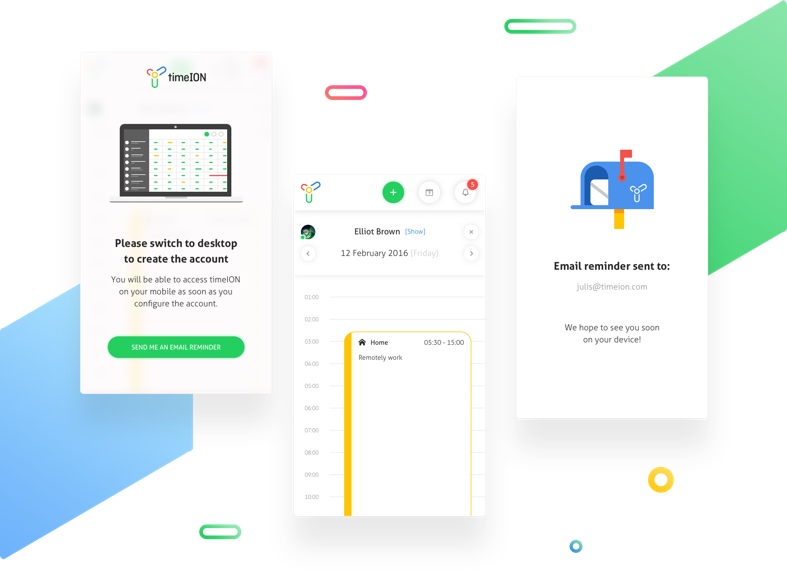 timeION
Please switch to desktop
to create the account
You will be able to access timeION
on your mobile as soon as you
configure the account.
SEND ME AN EMAIL REMINDER
5
Elliot Brown [Show]
12 February 2016 (Friday)
01:00
02:00
03:00
04:00
05:00
06:00
07:00
08:00
09:00
10:00
Home 05:30 - 15:00
Remotely work
Email reminder sent to:
julis@timeion.com
We hope to see you soon
on your device!